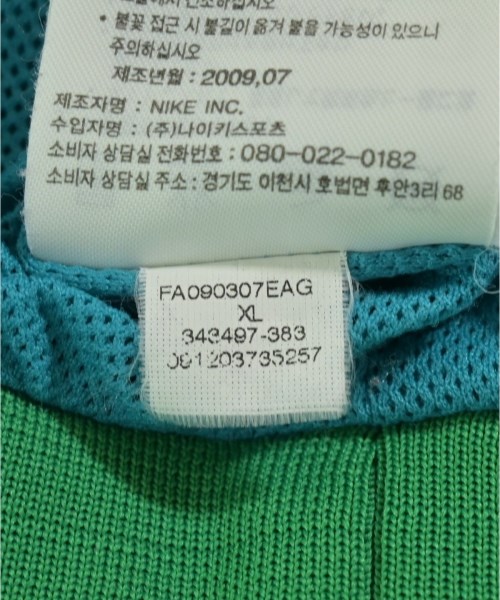 * 불꽃 접근 시 불길이 옮겨 붙을 가능성이 있으니
주의하십시오
제조년월 : 2009,07
제조자명 : NIKE INC.
수입자명 : (주)나이키스포츠
소비자 상담실 전화번호 : 080-022-0182
소비자 상담실 주소 : 경기도 이천시 호법면 후안3리 68
FA090307EAG
XL
343497-383
001203735257